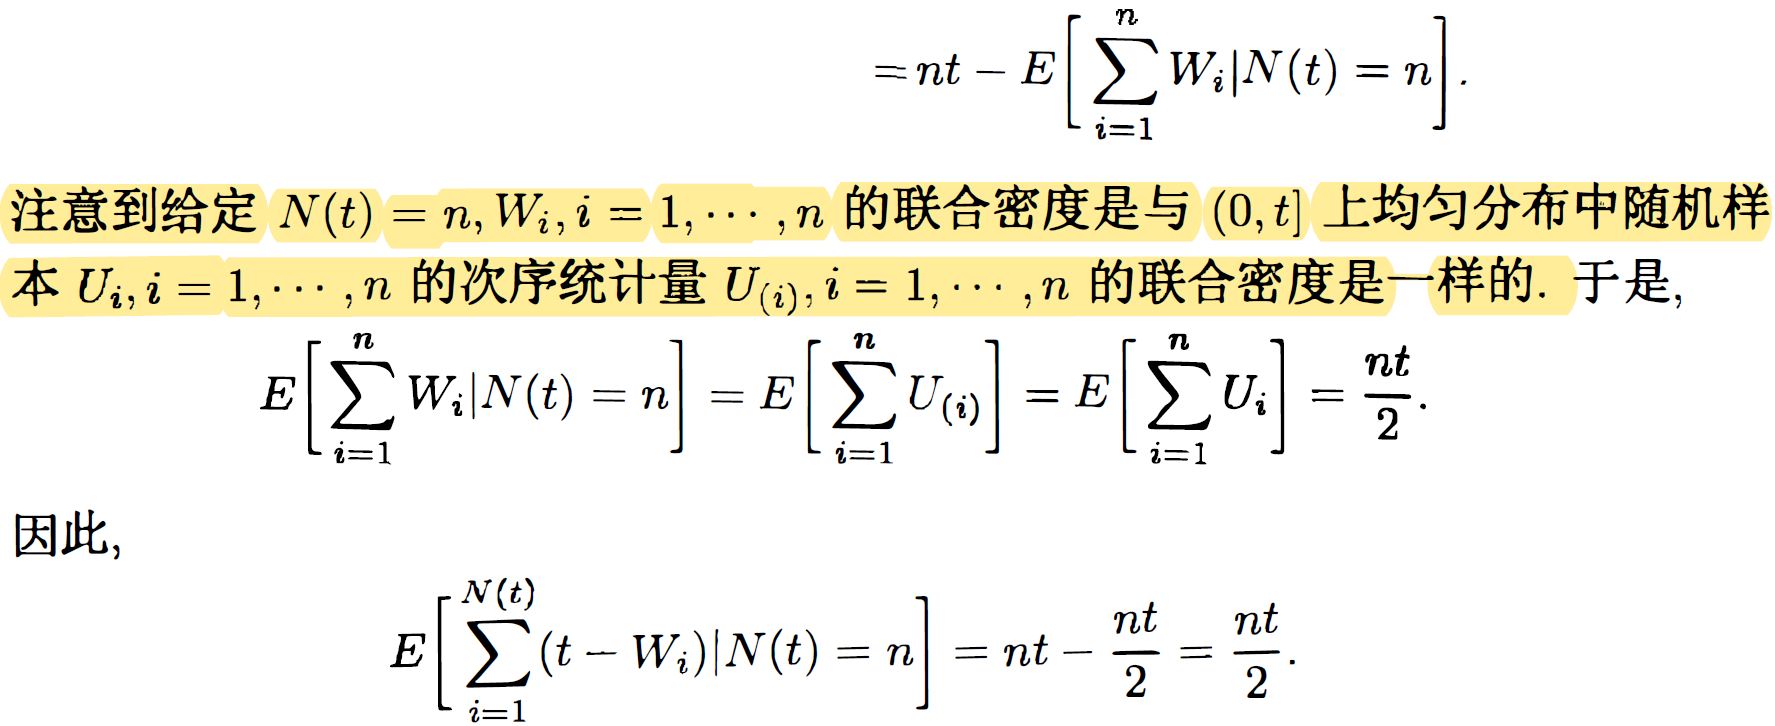 = nt − E[∑_{i=1}^{n} W_i|N(t) = n].
注意到给定 N(t) = n, W_i, i = 1, ··· , n 的联合密度是与 (0, t] 上均匀分布中随机样
本 U_i, i = 1, ··· , n 的次序统计量 U_{(i)}, i = 1, ··· , n 的联合密度是一样的. 于是,
E[∑_{i=1}^{n} W_i|N(t) = n] = E[∑_{i=1}^{n} U_{(i)}] = E[∑_{i=1}^{n} U_i] = nt/2.
因此,
E[∑_{i=1}^{N(t)} (t − W_i)|N(t) = n] = nt − nt/2 = nt/2.